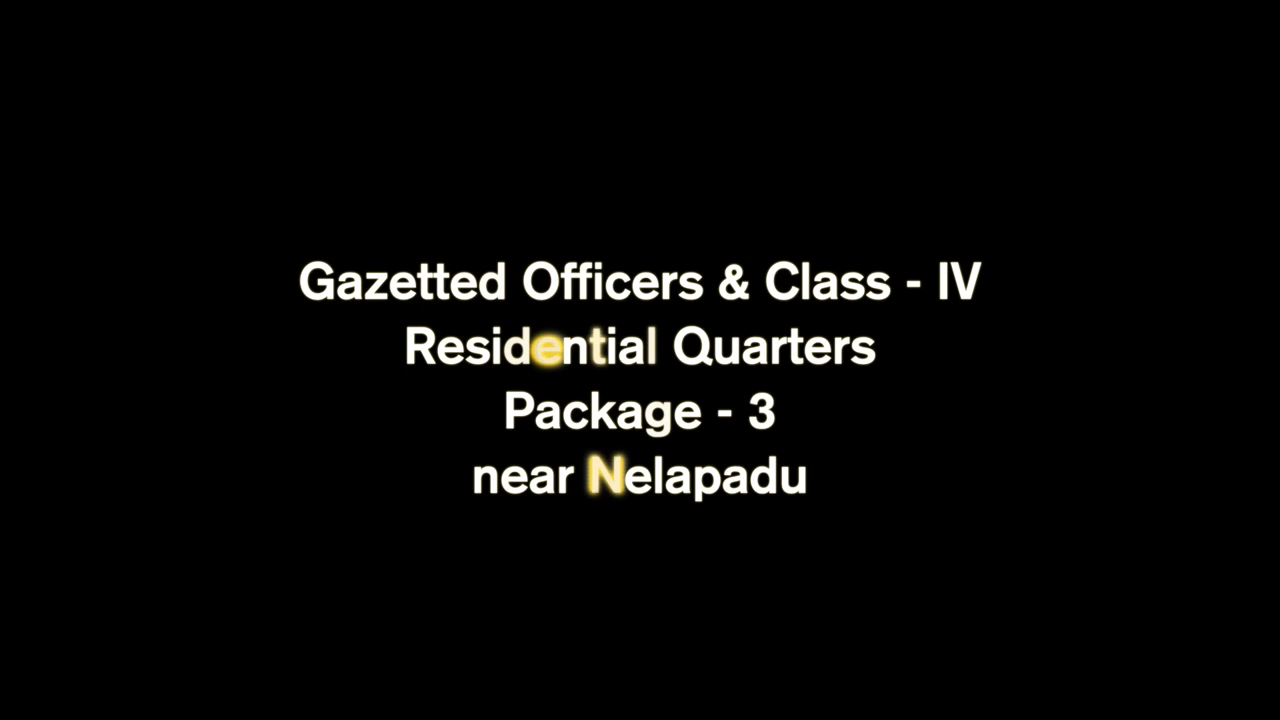 Gazetted Officers & Class - IV
Residential Quarters
Package - 3
near Nelapadu